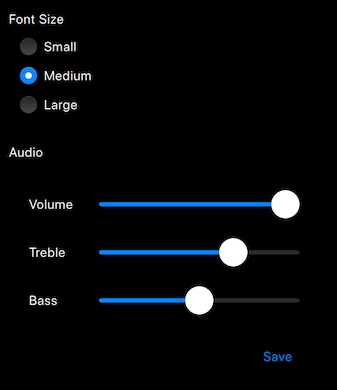 Font Size
Small
Medium
Large
Audio
Volume
Treble
Bass
Save